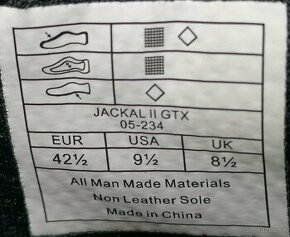 JACKAL II GTX
05-234
EUR USA UK
42½ 9½ 8½
All Man Made Materials
Non Leather Sole
Made in China